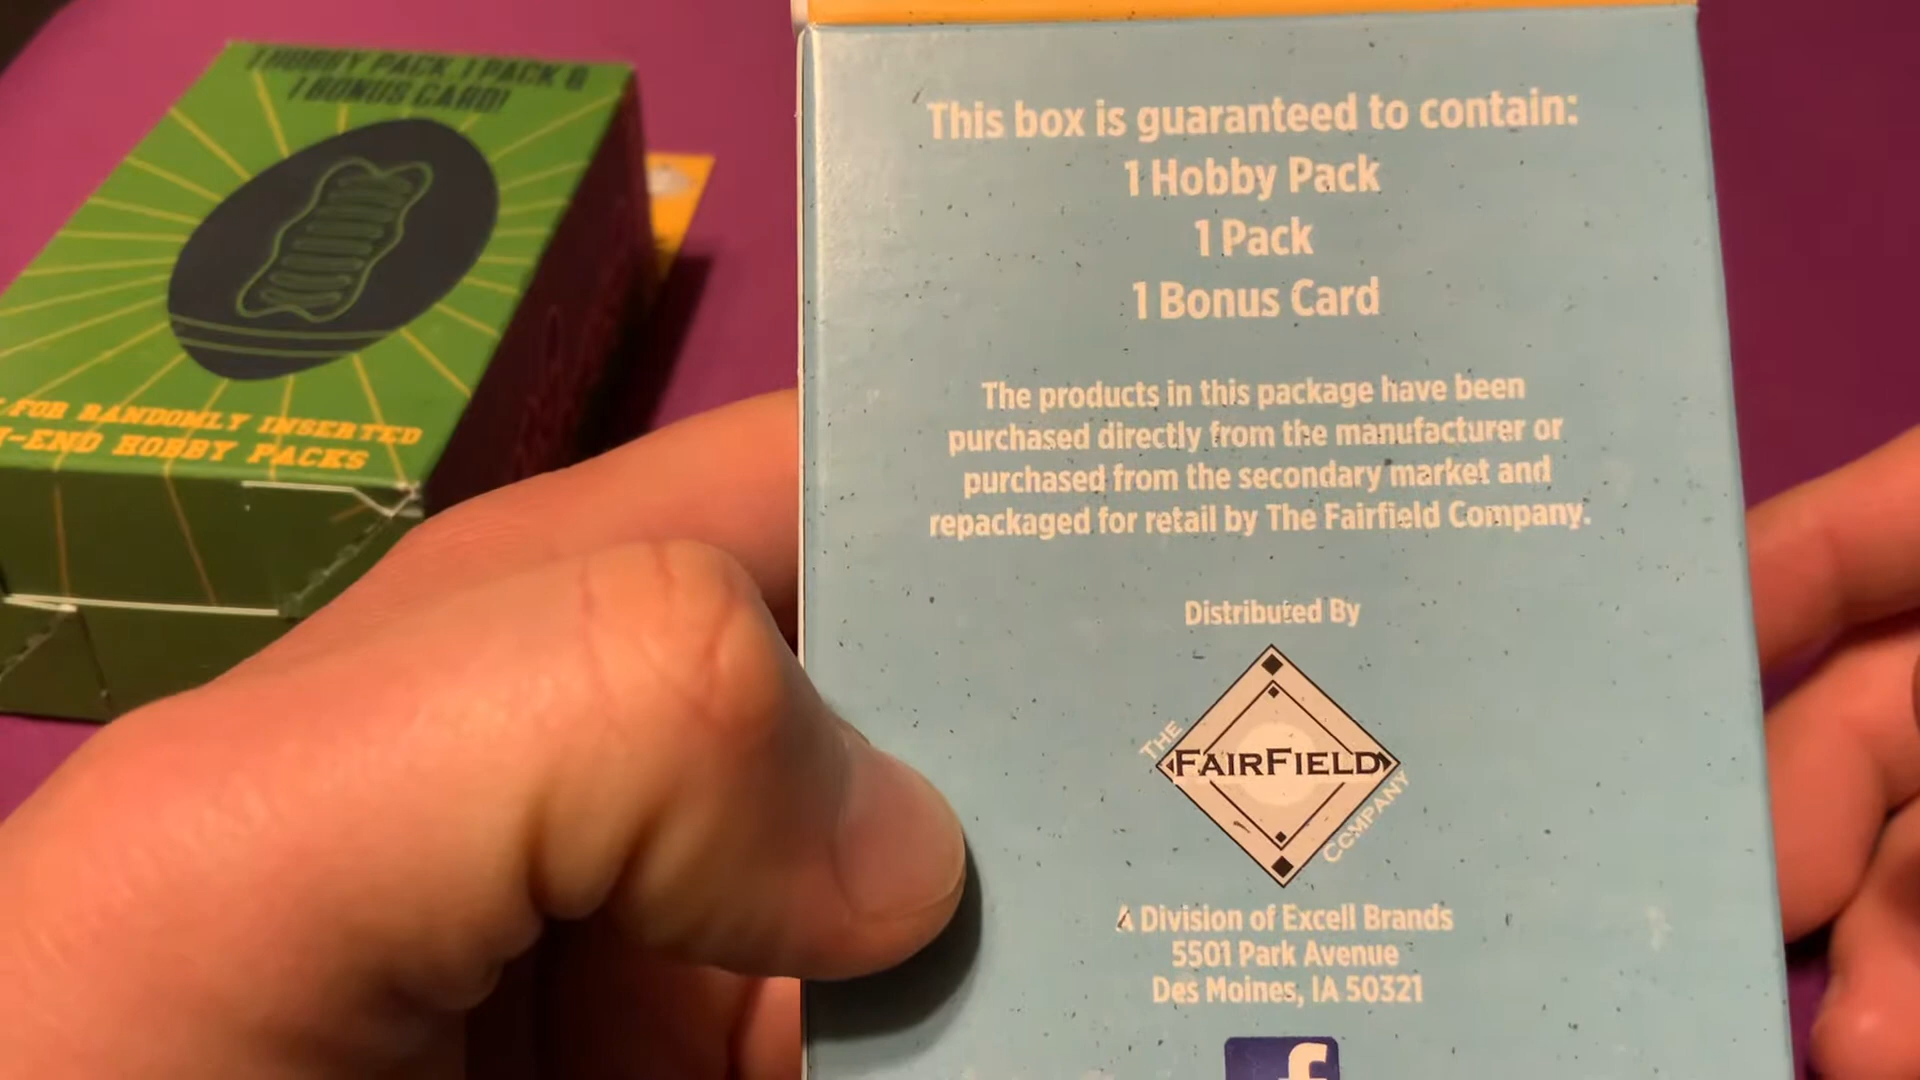 1 HOBBY PACK, 1 PACK &
1 BONUS CARD!
FOR RANDOMLY INSERTED
-END HOBBY PACKS
This box is guaranteed to contain:
1 Hobby Pack
1 Pack
1 Bonus Card
The products in this package have been
purchased directly from the manufacturer or
purchased from the secondary market and
repackaged for retail by The Fairfield Company.
Distributed By
THE
FAIRFIELD
COMPANY
A Division of Excell Brands
5501 Park Avenue
Des Moines, IA 50321
f